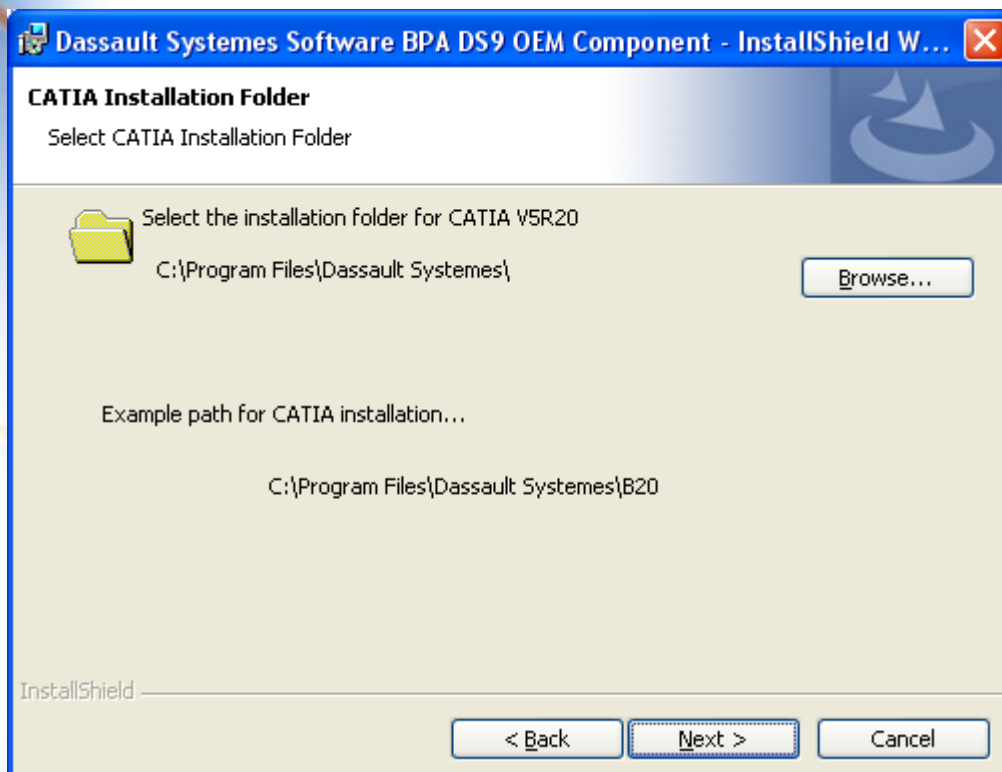 Dassault Systemes Software BPA DS9 OEM Component - InstallShield W...
CATIA Installation Folder
Select CATIA Installation Folder
Select the installation folder for CATIA V5R20
C:\Program Files\Dassault Systemes\
Browse...
Example path for CATIA installation...
C:\Program Files\Dassault Systemes\B20
InstallShield
< Back
Next >
Cancel